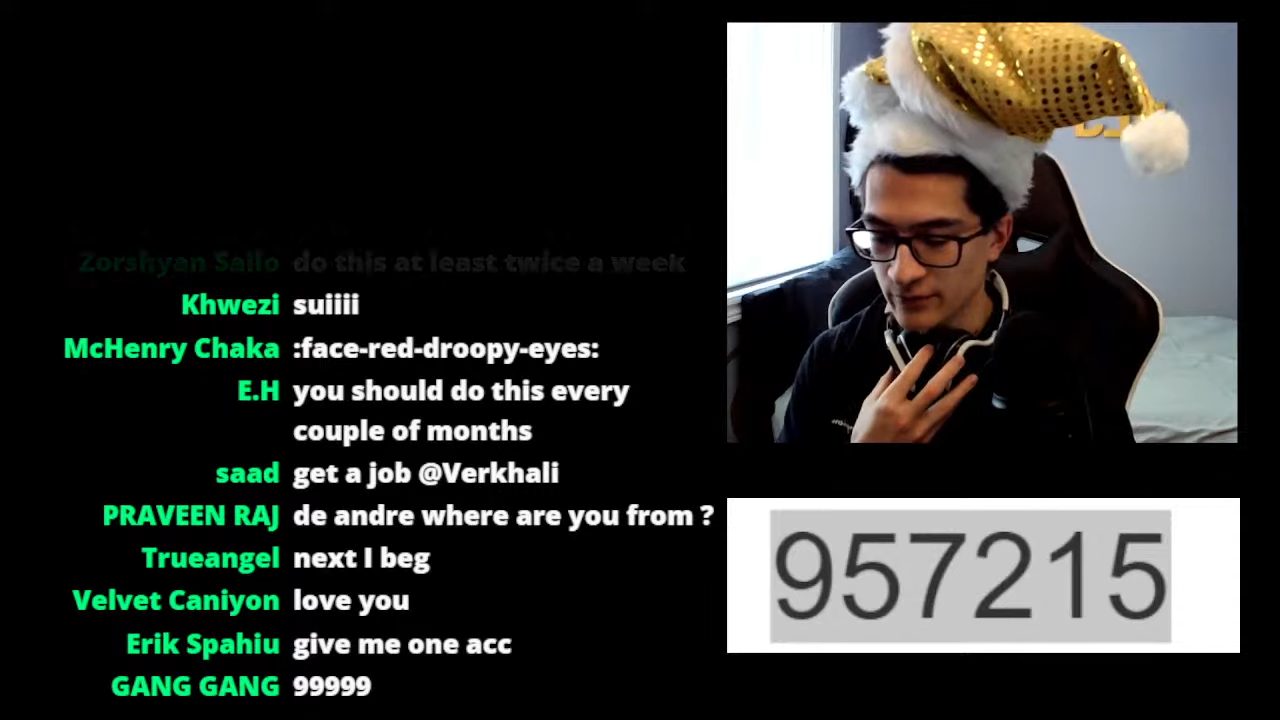 Zorshyan Sallo do this at least twice a week
Khwezi suiiii
McHenry Chaka :face-red-droopy-eyes:
E.H you should do this every
couple of months
saad get a job @Verkhali
PRAVEEN RAJ de andre where are you from ?
Trueangel next I beg
Velvet Caniyon love you
Erik Spahiu give me one acc
GANG GANG 99999
957215